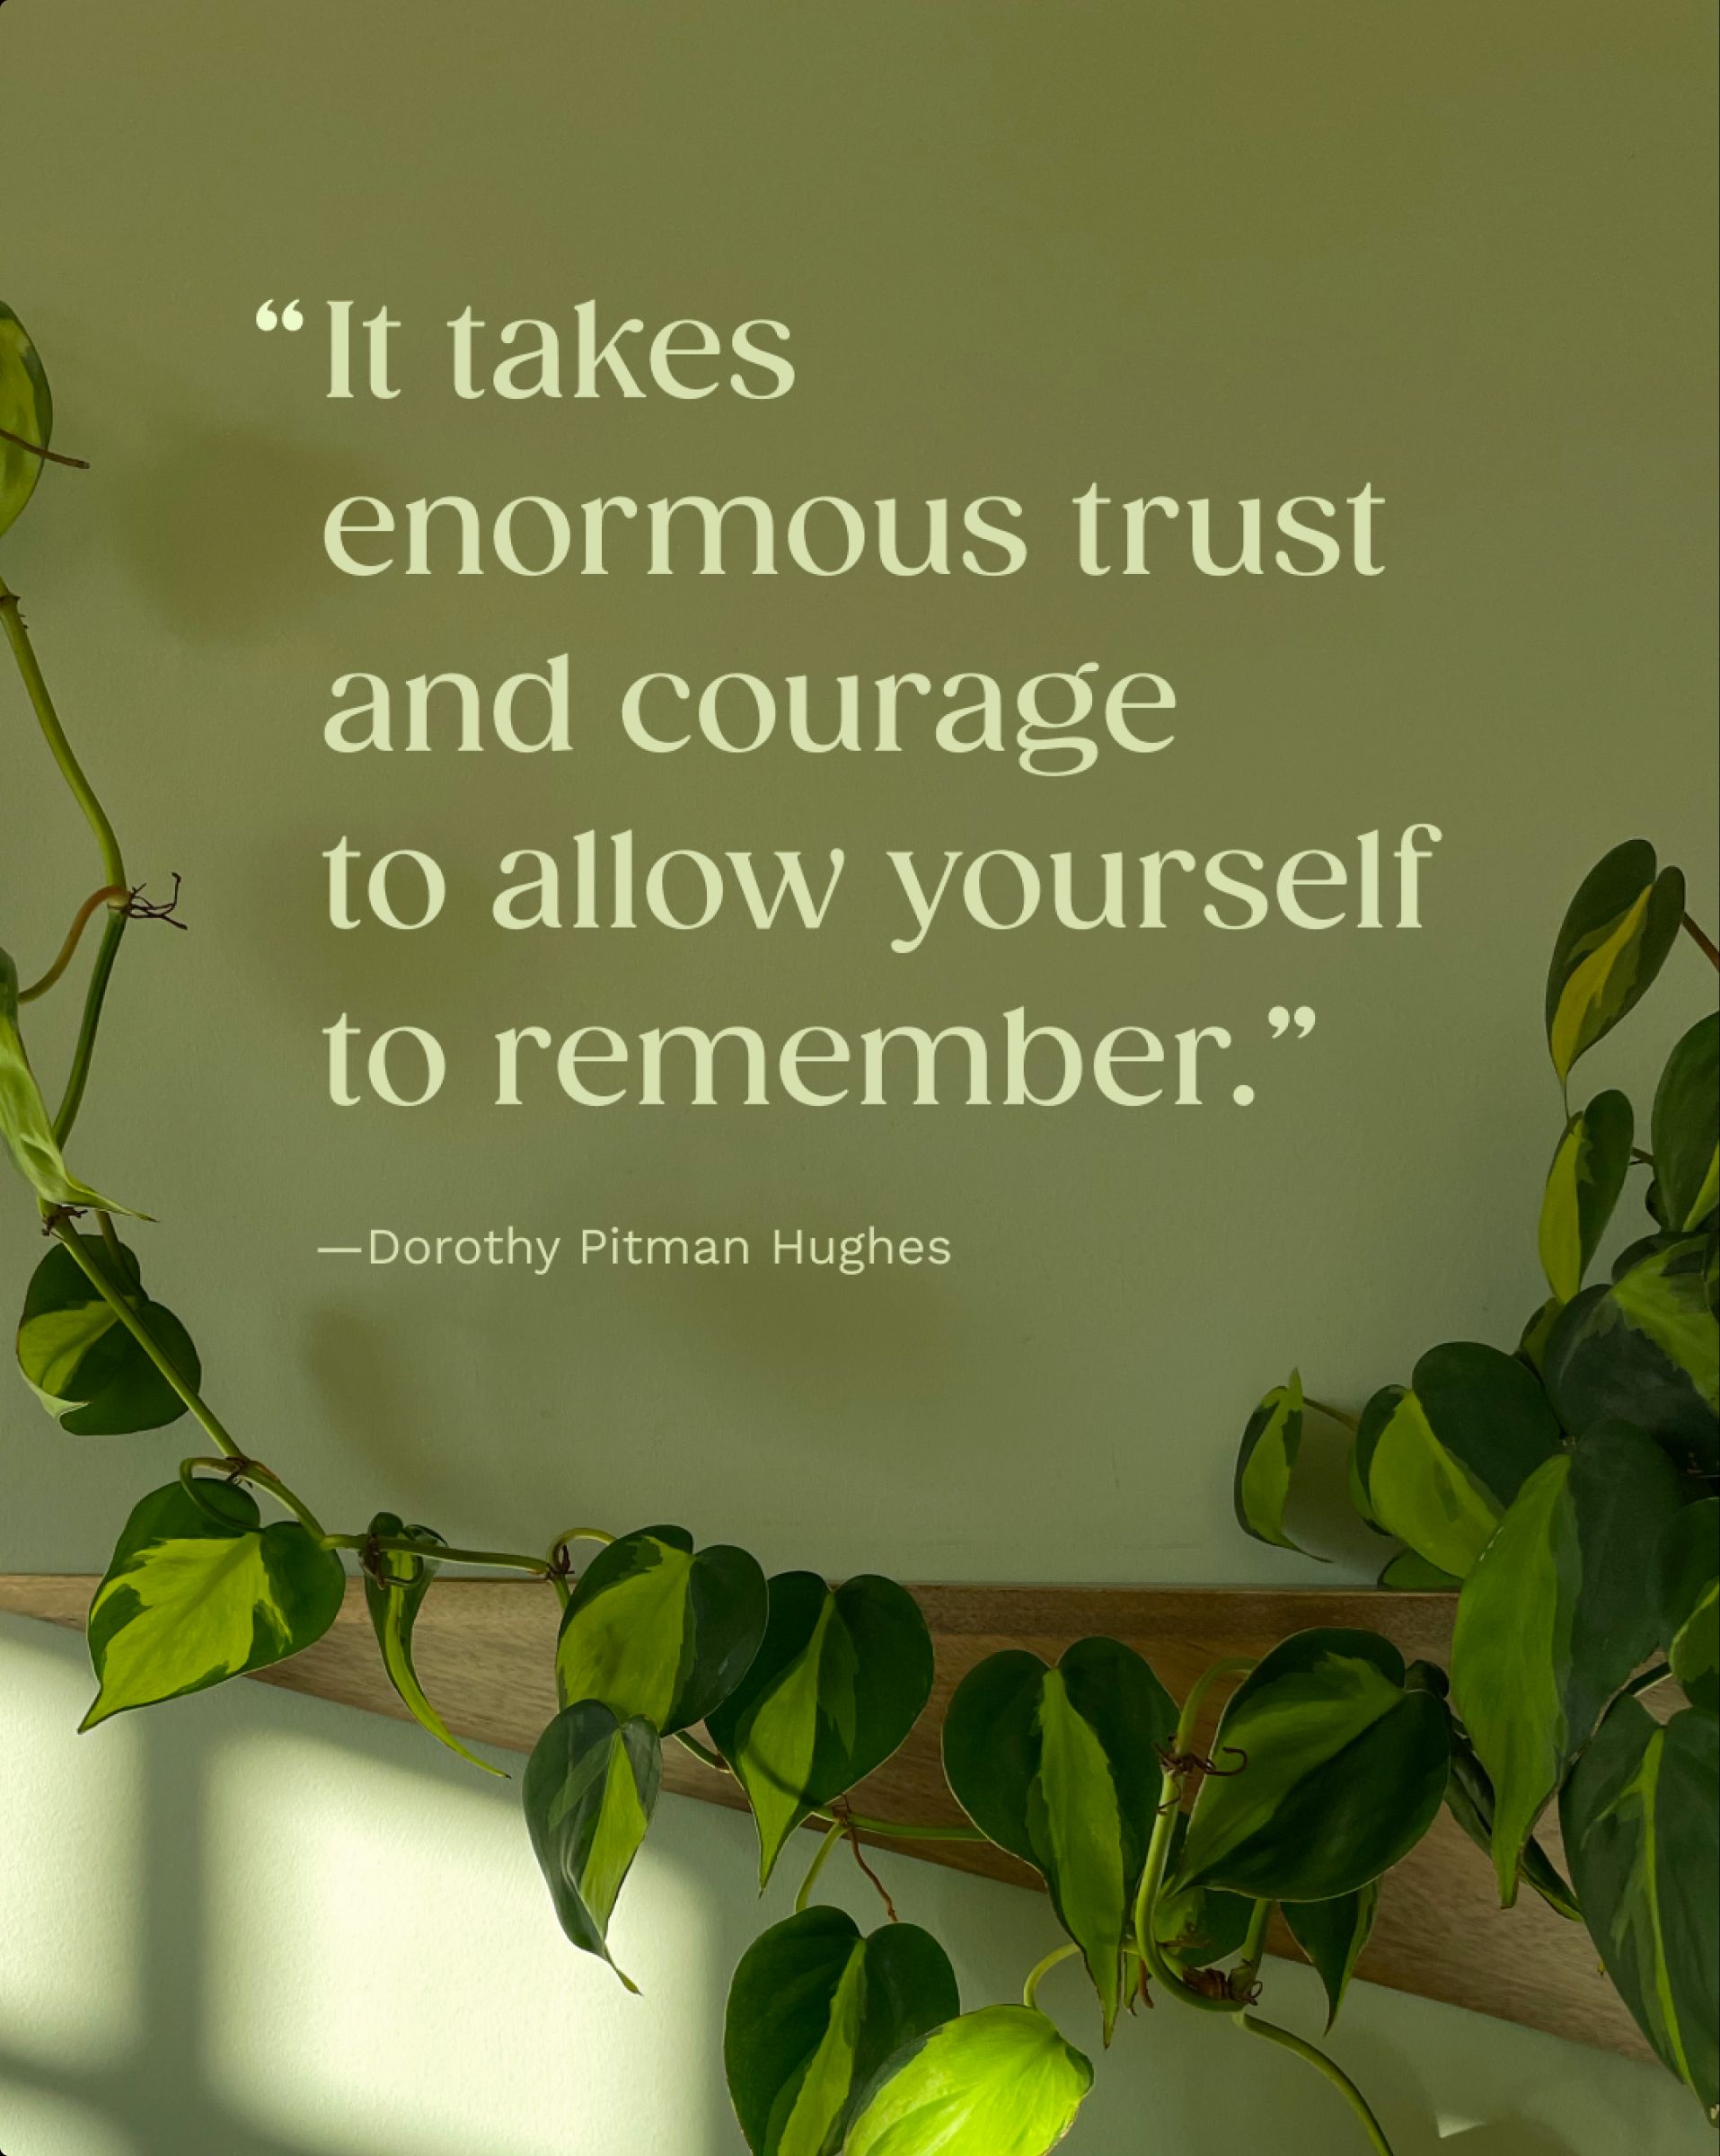 “It takes
enormous trust
and courage
to allow yourself
to remember.”
—Dorothy Pitman Hughes